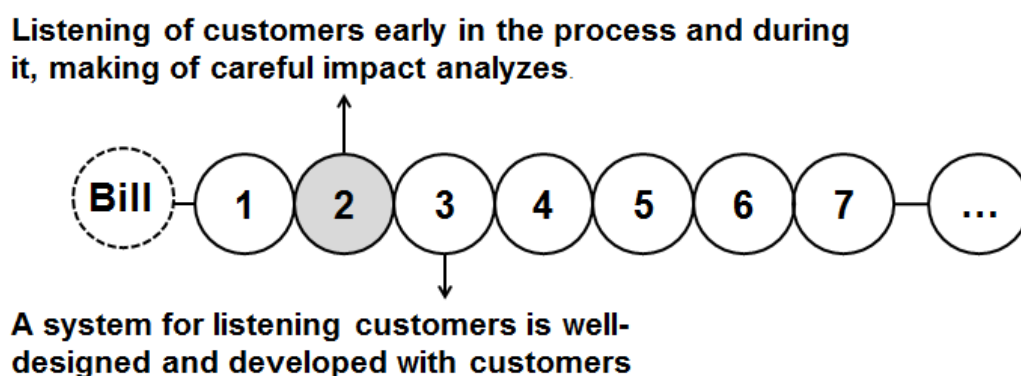 Listening of customers early in the process and during
it, making of careful impact analyzes.
Bill 1 2 3 4 5 6 7 ...
A system for listening customers is well-
designed and developed with customers